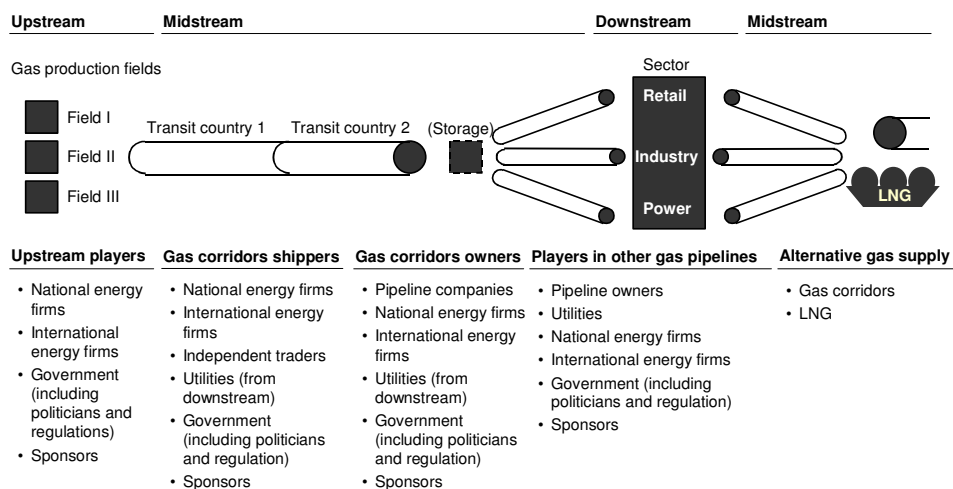 Upstream
Midstream
Downstream
Midstream
Gas production fields
Sector
Field I
Field II
Field III
Transit country 1
Transit country 2
(Storage)
Retail
Industry
Power
LNG
Upstream players
• National energy
firms
• International
energy firms
• Government
(including
politicians and
regulations)
• Sponsors
Gas corridors shippers
• National energy firms
• International energy
firms
• Independent traders
• Utilities (from
downstream)
• Government
(including politicians
and regulation)
• Sponsors
Gas corridors owners
• Pipeline companies
• National energy firms
• International energy
firms
• Utilities (from
downstream)
• Government
(including politicians
and regulation)
• Sponsors
Players in other gas pipelines
• Pipeline owners
• Utilities
• National energy firms
• International energy firms
• Government (including
politicians and regulation)
• Sponsors
Alternative gas supply
• Gas corridors
• LNG